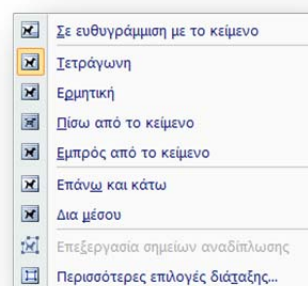 Σε ευθυγράμμιση με το κείμενο
Τετράγωνη
Ερμητική
Πίσω από το κείμενο
Εμπρός από το κείμενο
Επάνω και κάτω
Δια μέσου
Επεξεργασία σημείων αναδίπλωσης
Περισσότερες επιλογές διάταξης...